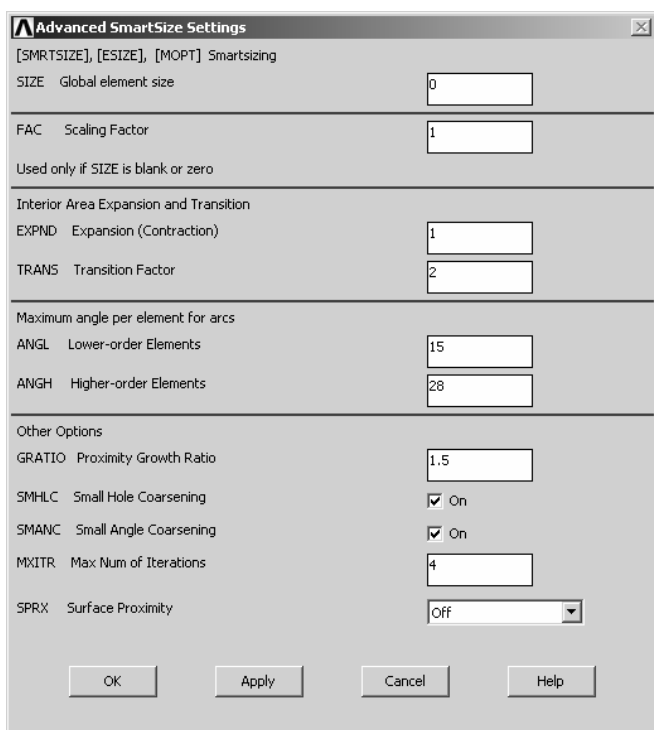 Advanced SmartSize Settings
[SMRTSIZE], [ESIZE], [MOPT] Smartsizing
SIZE Global element size 0
FAC Scaling Factor 1
Used only if SIZE is blank or zero
Interior Area Expansion and Transition
EXPND Expansion (Contraction) 1
TRANS Transition Factor 2
Maximum angle per element for arcs
ANGL Lower-order Elements 15
ANGH Higher-order Elements 28
Other Options
GRATIO Proximity Growth Ratio 1.5
SMHLC Small Hole Coarsening On
SMANC Small Angle Coarsening On
MXITR Max Num of Iterations 4
SPRX Surface Proximity Off
OK Apply Cancel Help